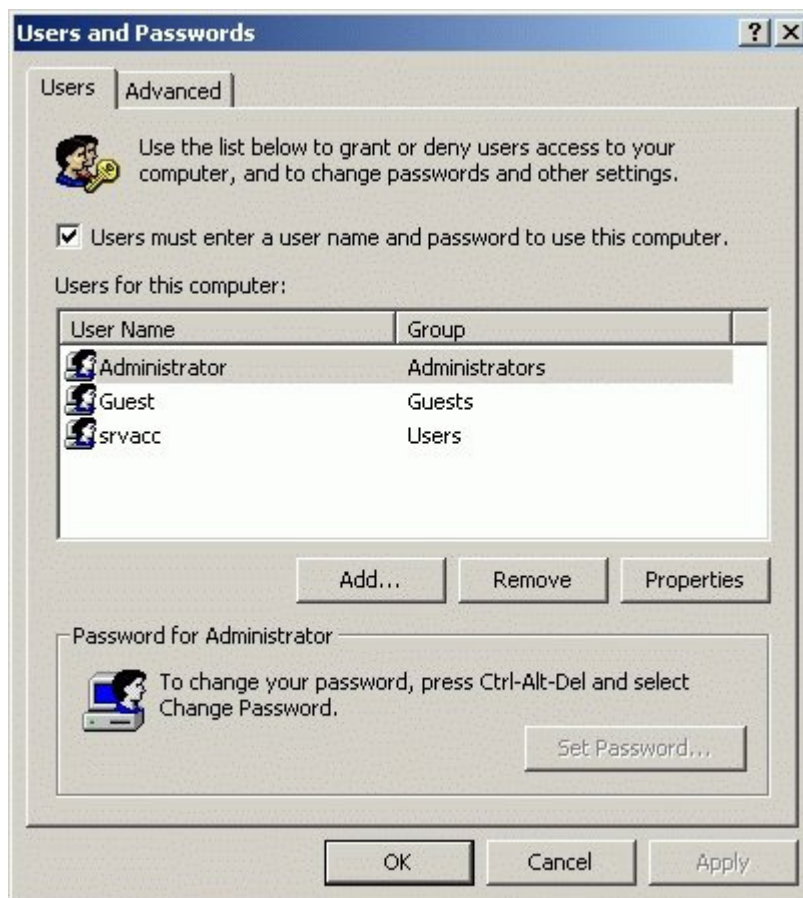 Users and Passwords
Users
Advanced
Use the list below to grant or deny users access to your
computer, and to change passwords and other settings.
Users must enter a user name and password to use this computer.
Users for this computer:
User Name Group
Administrator Administrators
Guest Guests
srvacc Users
Add... Remove Properties
Password for Administrator
To change your password, press Ctrl-Alt-Del and select
Change Password.
Set Password...
OK Cancel Apply